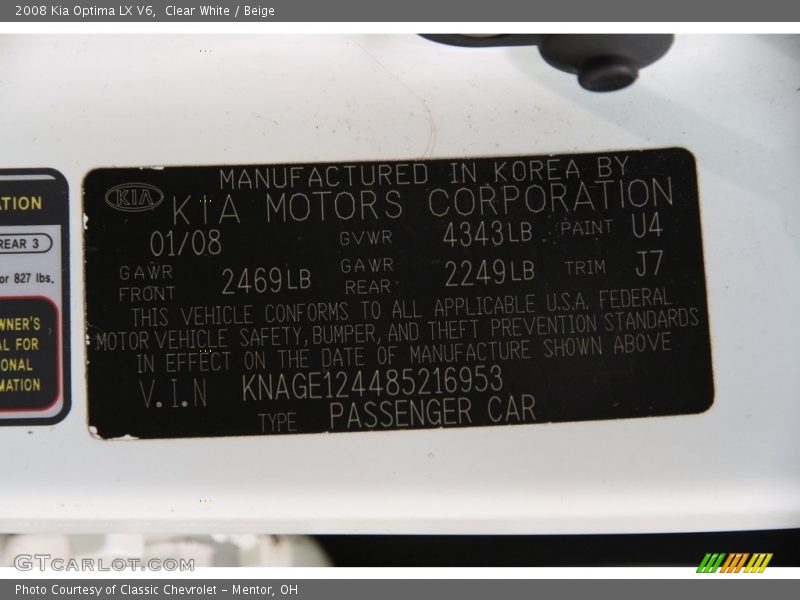 2008 Kia Optima LX V6,  Clear White / Beige
ATION
REAR 3
or 827 lbs.
WNER'S
AL FOR
IONAL
MATION
KIA
MANUFACTURED IN KOREA BY
KIA MOTORS CORPORATION
01/08 GVWR 4343LB PAINT U4
GAWR FRONT 2469LB GAWR REAR 2249LB TRIM J7
THIS VEHICLE CONFORMS TO ALL APPLICABLE U.S.A. FEDERAL
MOTOR VEHICLE SAFETY, BUMPER, AND THEFT PREVENTION STANDARDS
IN EFFECT ON THE DATE OF MANUFACTURE SHOWN ABOVE
V.I.N KNAGE124485216953
TYPE PASSENGER CAR
GTcarlot.com
Photo Courtesy of Classic Chevrolet - Mentor, OH